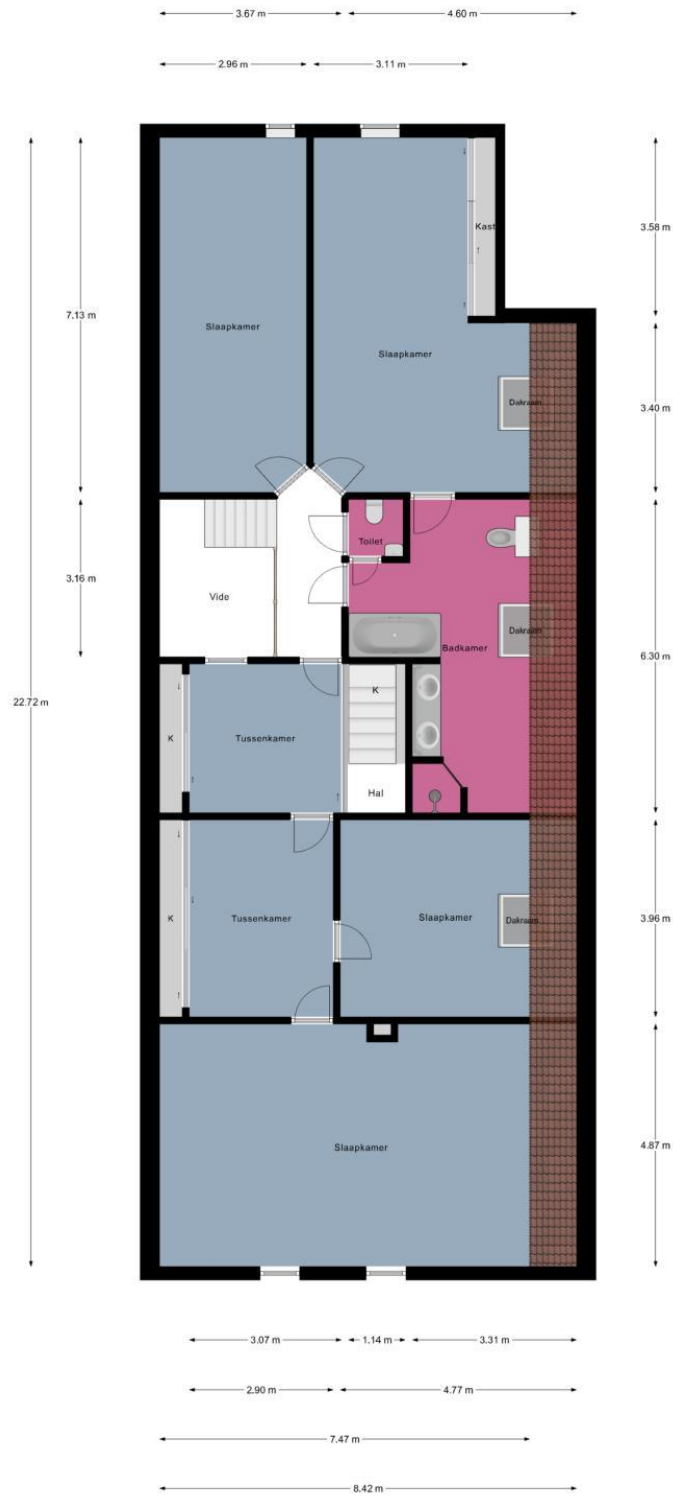 3.67 m
4.60 m
2.96 m
3.11 m
Kast
3.58 m
7.13 m
Slaapkamer
Slaapkamer
Dakraam
3.40 m
Toilet
3.16 m
Vide
Dakraam
Badkamer
6.30 m
22.72 m
K
K
Tussenkamer
Hal
K
Tussenkamer
Slaapkamer
Dakraam
3.96 m
Slaapkamer
4.87 m
3.07 m
1.14 m
3.31 m
2.90 m
4.77 m
7.47 m
8.42 m